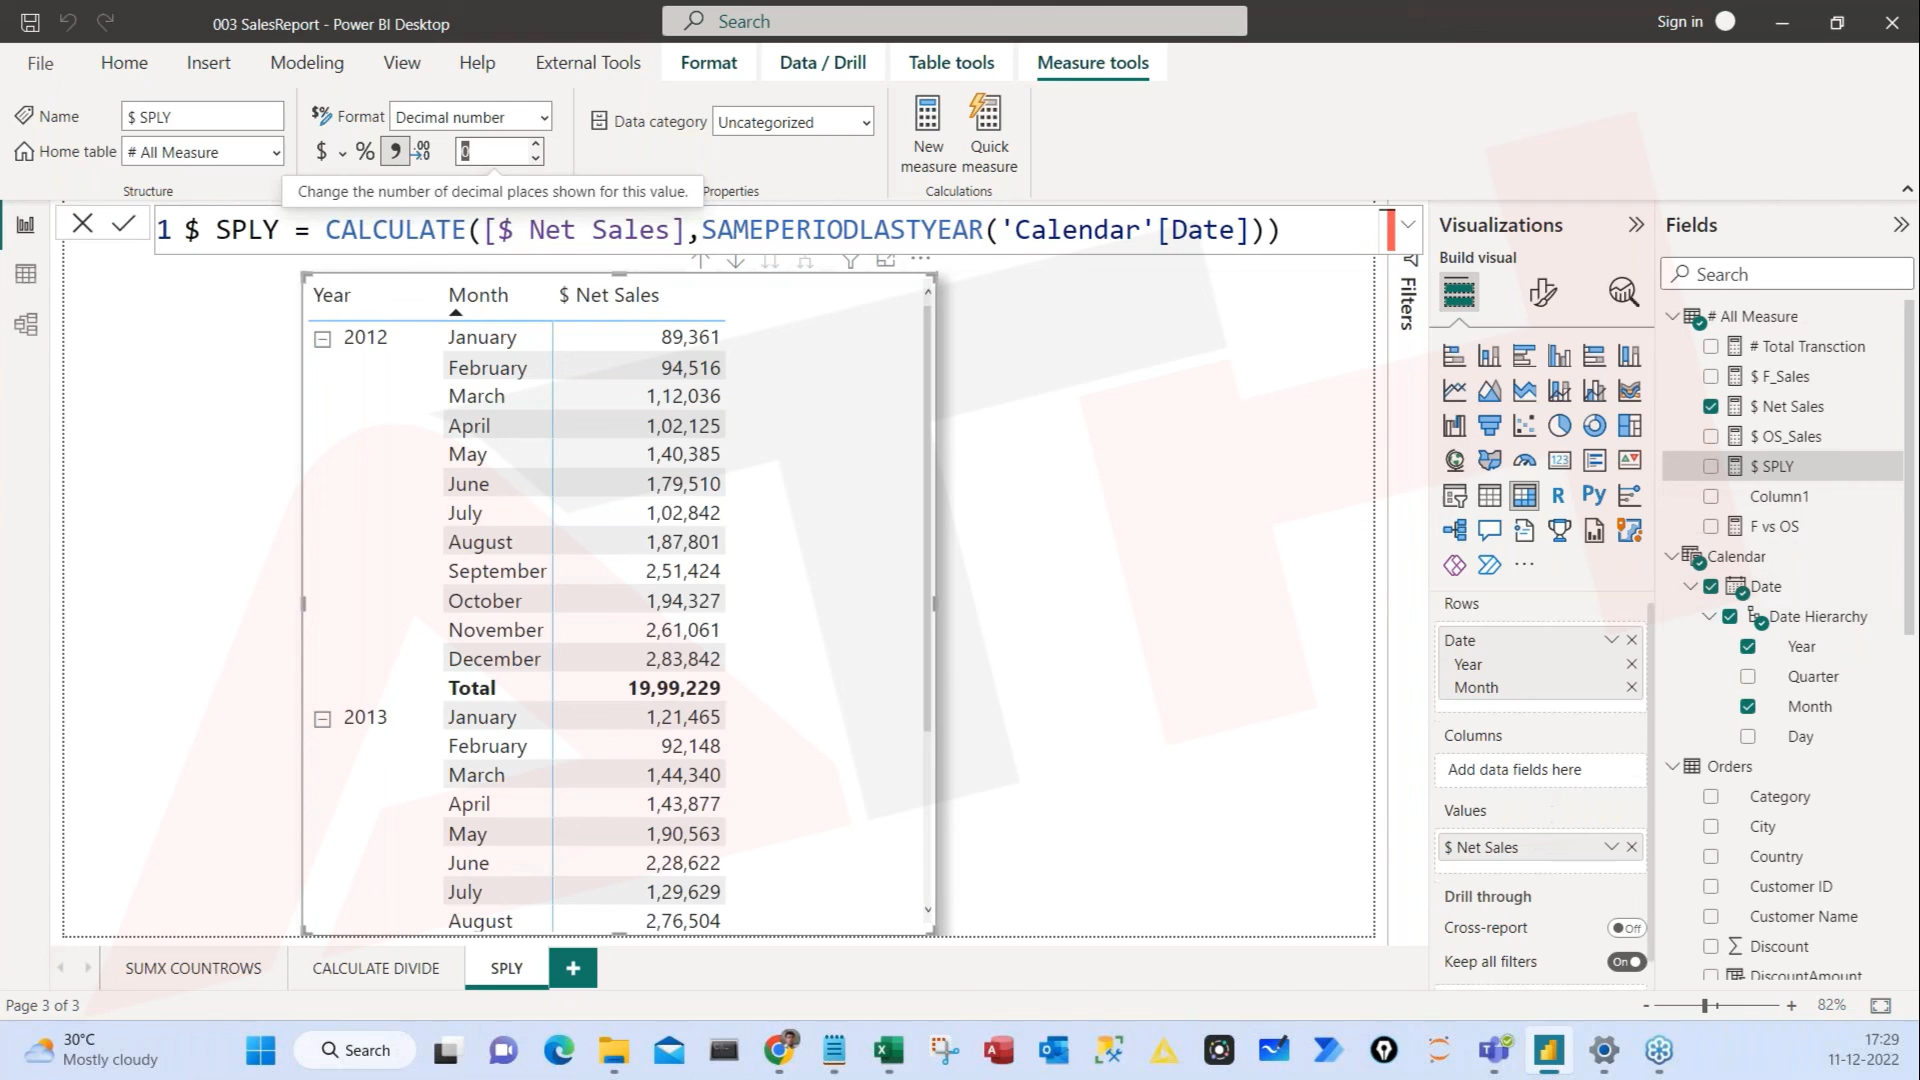 003 SalesReport - Power BI Desktop
Search
Sign in
File
Home
Insert
Modeling
View
Help
External Tools
Format
Data / Drill
Table tools
Measure tools
Name
$ SPLY
$% Format
Decimal number
Data category
Uncategorized
New measure
Quick measure
Home table
# All Measure
$
%
,
.00
0
Structure
Properties
Calculations
Change the number of decimal places shown for this value.
1 $ SPLY = CALCULATE([$ Net Sales],SAMEPERIODLASTYEAR('Calendar'[Date]))
Year Month $ Net Sales
2012 January 89,361
February 94,516
March 1,12,036
April 1,02,125
May 1,40,385
June 1,79,510
July 1,02,842
August 1,87,801
September 2,51,424
October 1,94,327
November 2,61,061
December 2,83,842
Total 19,99,229
2013 January 1,21,465
February 92,148
March 1,44,340
April 1,43,877
May 1,90,563
June 2,28,622
July 1,29,629
August 2,76,504
Filters
Visualizations
Build visual
123
R
Py
...
Rows
Date
Year
Month
Columns
Add data fields here
Values
$ Net Sales
Drill through
Cross-report
Off
Keep all filters
On
Fields
Search
# All Measure
# Total Transction
$ F_Sales
$ Net Sales
$ OS_Sales
$ SPLY
Column1
F vs OS
Calendar
Date
Date Hierarchy
Year
Quarter
Month
Day
Orders
Category
City
Country
Customer ID
Customer Name
Discount
DiscountAmount
SUMX COUNTROWS
CALCULATE DIVIDE
SPLY
+
Page 3 of 3
- + 82%
30°C
Mostly cloudy
Search
17:29
11-12-2022